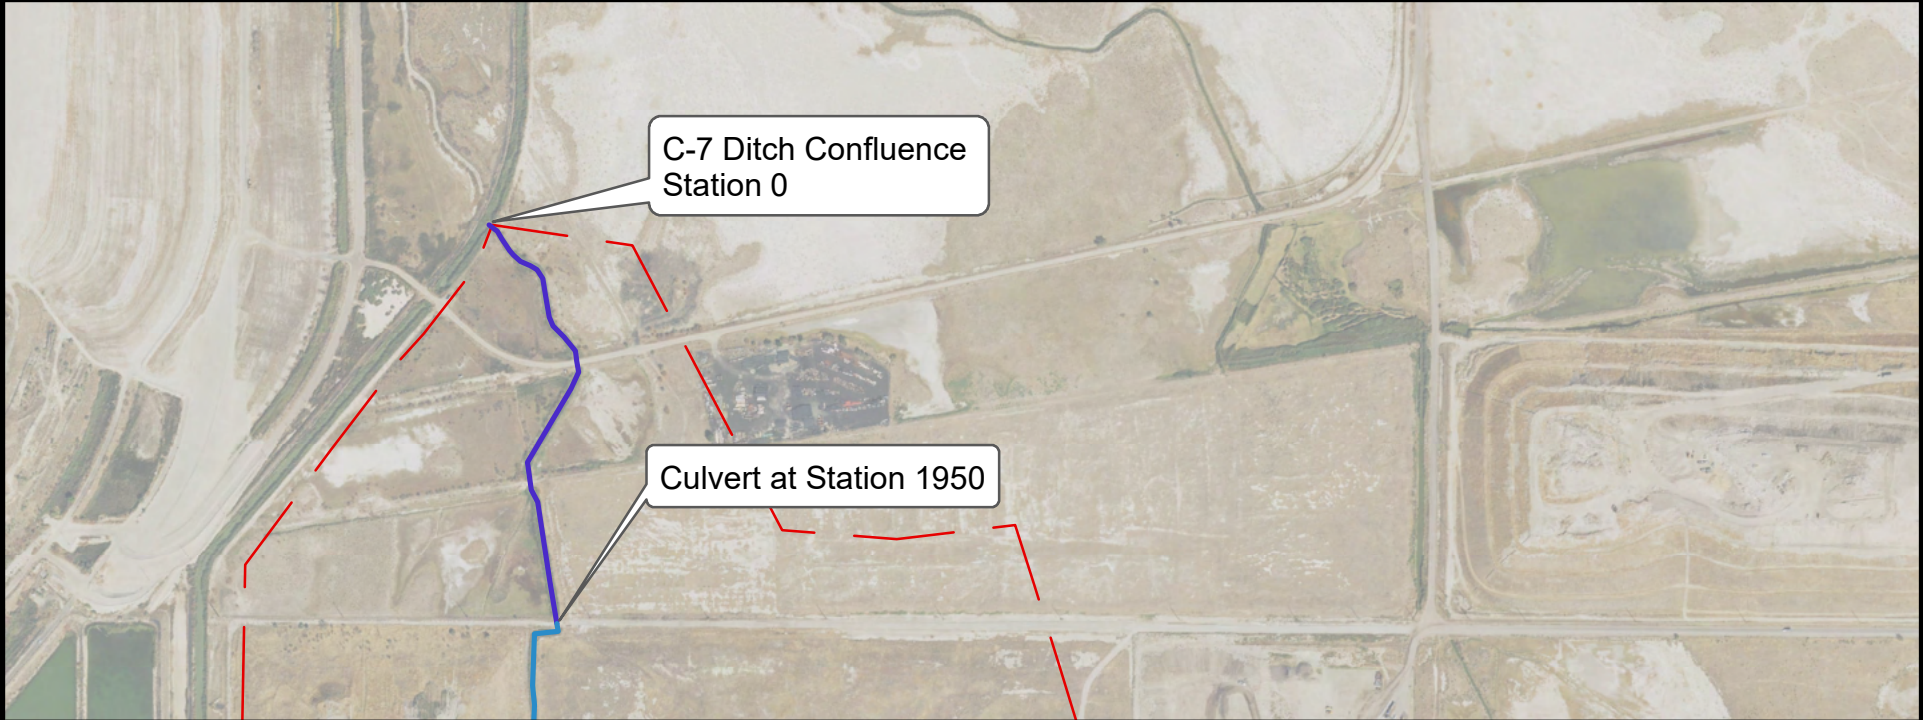 C-7 Ditch Confluence
Station 0
Culvert at Station 1950